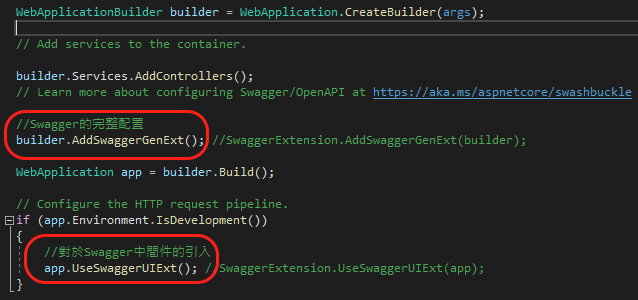 WebApplicationBuilder builder = WebApplication.CreateBuilder(args);
// Add services to the container.
builder.Services.AddControllers();
// Learn more about configuring Swagger/OpenAPI at https://aka.ms/aspnetcore/swashbuckle
//Swagger的完整配置
builder.AddSwaggerGenExt(); //SwaggerExtension.AddSwaggerGenExt(builder);
WebApplication app = builder.Build();
// Configure the HTTP request pipeline.
if (app.Environment.IsDevelopment())
{
//對於Swagger中間件的引入
app.UseSwaggerUIExt(); //SwaggerExtension.UseSwaggerUIExt(app);
}